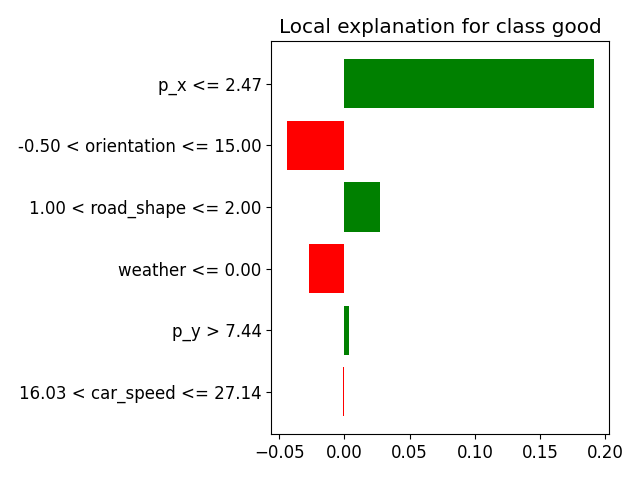 Local explanation for class good
p_x <= 2.47
-0.50 < orientation <= 15.00
1.00 < road_shape <= 2.00
weather <= 0.00
p_y > 7.44
16.03 < car_speed <= 27.14
−0.05 0.00 0.05 0.10 0.15 0.20